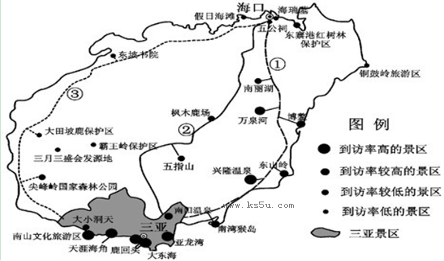 海口
假日海滩
海瑞墓
五公祠
东寨港红树林
保护区
铜鼓岭旅游区
东坡书院
①
③
南丽湖
枫木鹿场
万泉河
②
博鳌
大田坡鹿保护区
霸王岭保护区
三月三盛会发源地
五指山
尖峰岭国家森林公园
兴隆温泉
东山岭
www.ks5u.com
大小洞天
南田温泉
三亚
南湾猴岛
南山文化旅游区
亚龙湾
天涯海角
鹿回头
大东海
图例
到访率高的景区
到访率较高的景区
到访率较低的景区
到访率低的景区
三亚景区